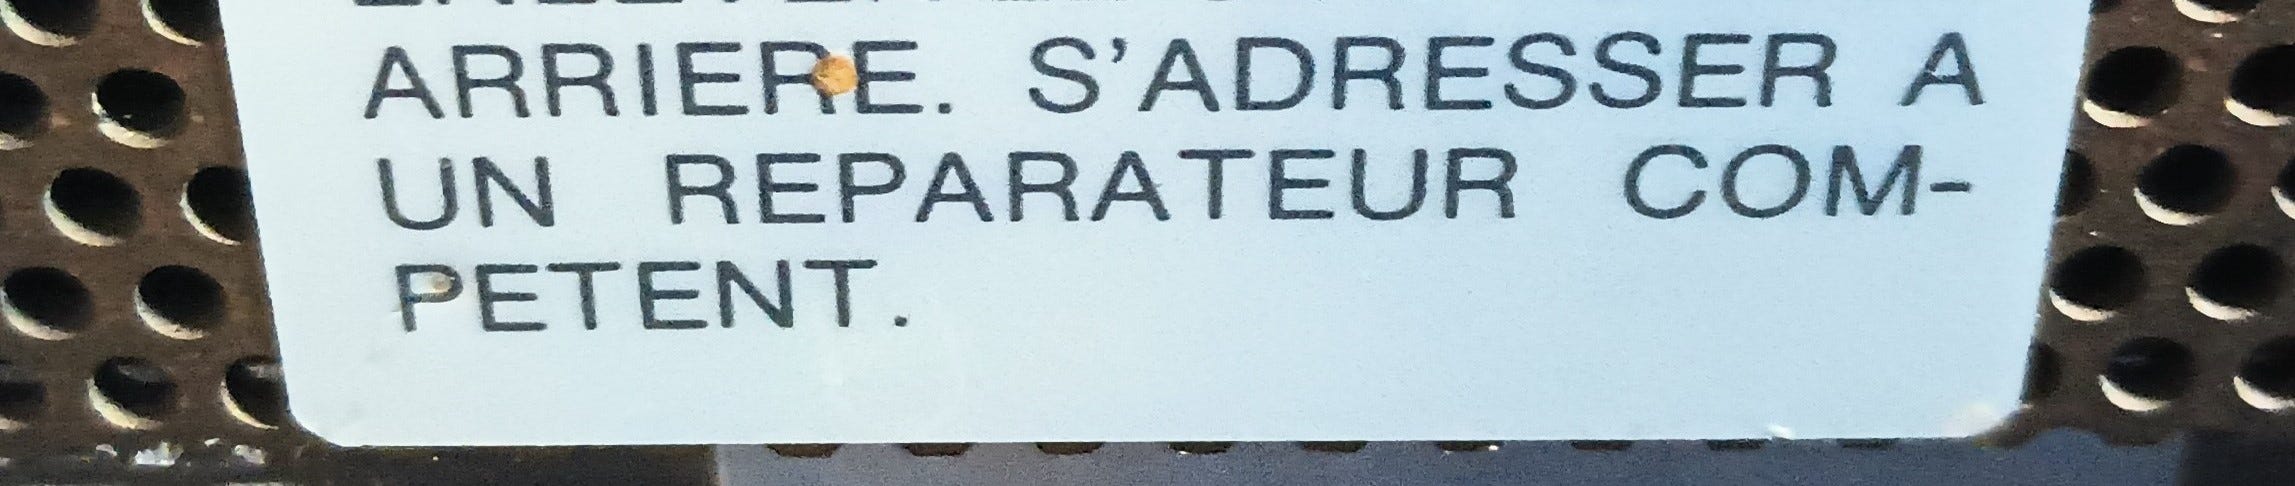 ARRIERE. S'ADRESSER A
UN REPARATEUR COM-
PETENT.